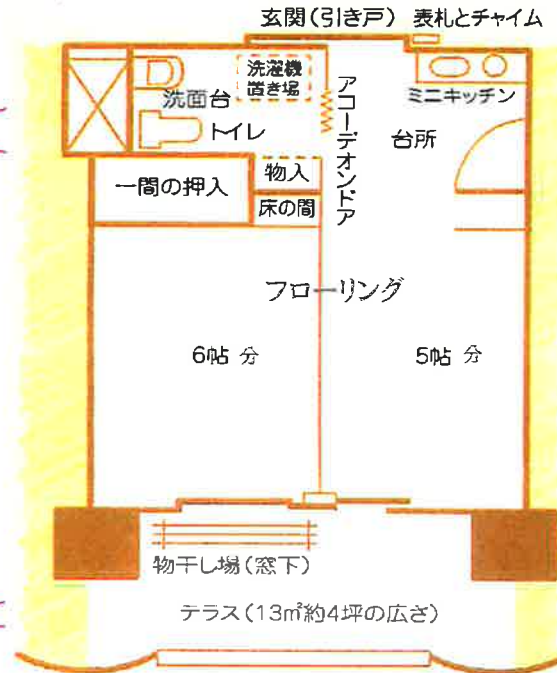 玄関(引き戸) 表札とチャイム
洗濯機
置き場
洗面台
トイレ
アコーデオンドア
ミニキッチン
台所
物入
一間の押入
床の間
フローリング
6帖 分
5帖 分
物干し場(窓下)
テラス(13㎡約4坪の広さ)